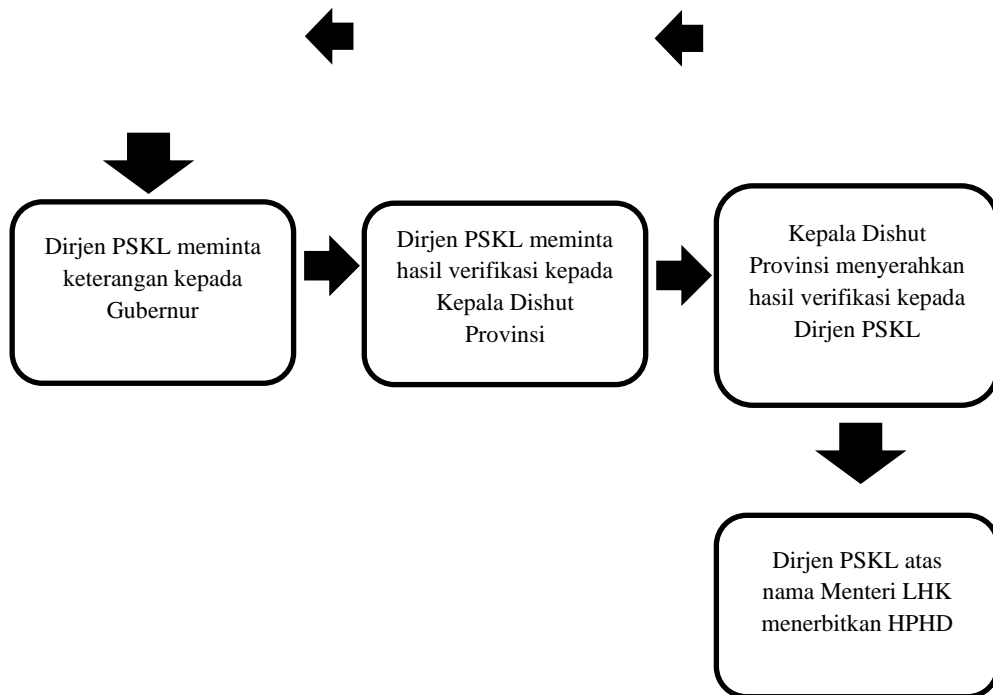 Dirjen PSKL meminta
keterangan kepada
Gubernur
Dirjen PSKL meminta
hasil verifikasi kepada
Kepala Dishut
Provinsi
Kepala Dishut
Provinsi menyerahkan
hasil verifikasi kepada
Dirjen PSKL
Dirjen PSKL atas
nama Menteri LHK
menerbitkan HPHD